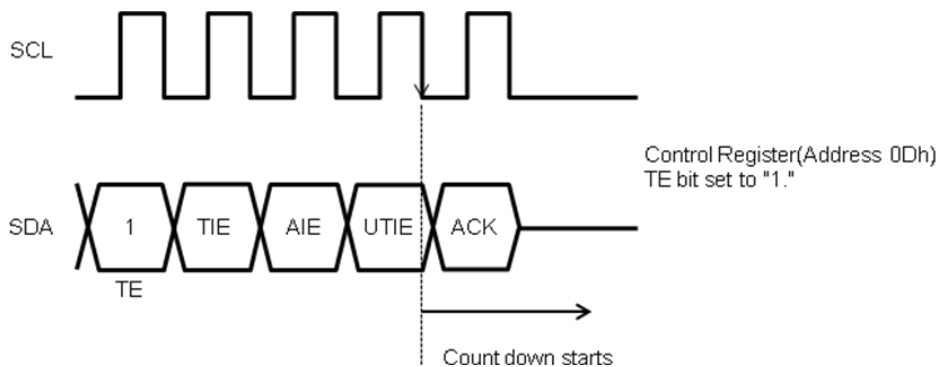 SCL
Control Register(Address 0Dh)
TE bit set to "1."
SDA
1
TIE
AIE
UTIE
ACK
TE
Count down starts